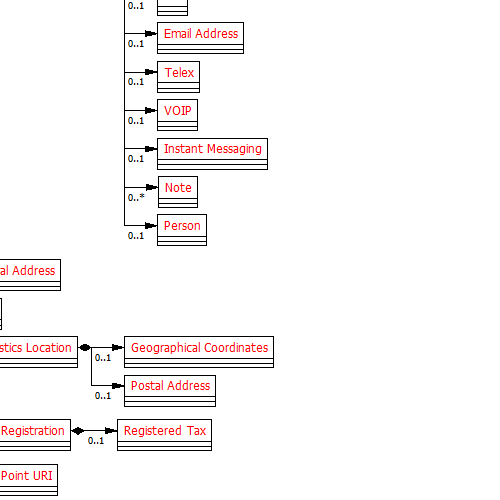 0..1
Email Address
0..1
Telex
0..1
VOIP
0..1
Instant Messaging
0..1
Note
0..*
Person
0..1
al Address
stics Location
0..1
Geographical Coordinates
Postal Address
0..1
Registration
0..1
Registered Tax
Point URI